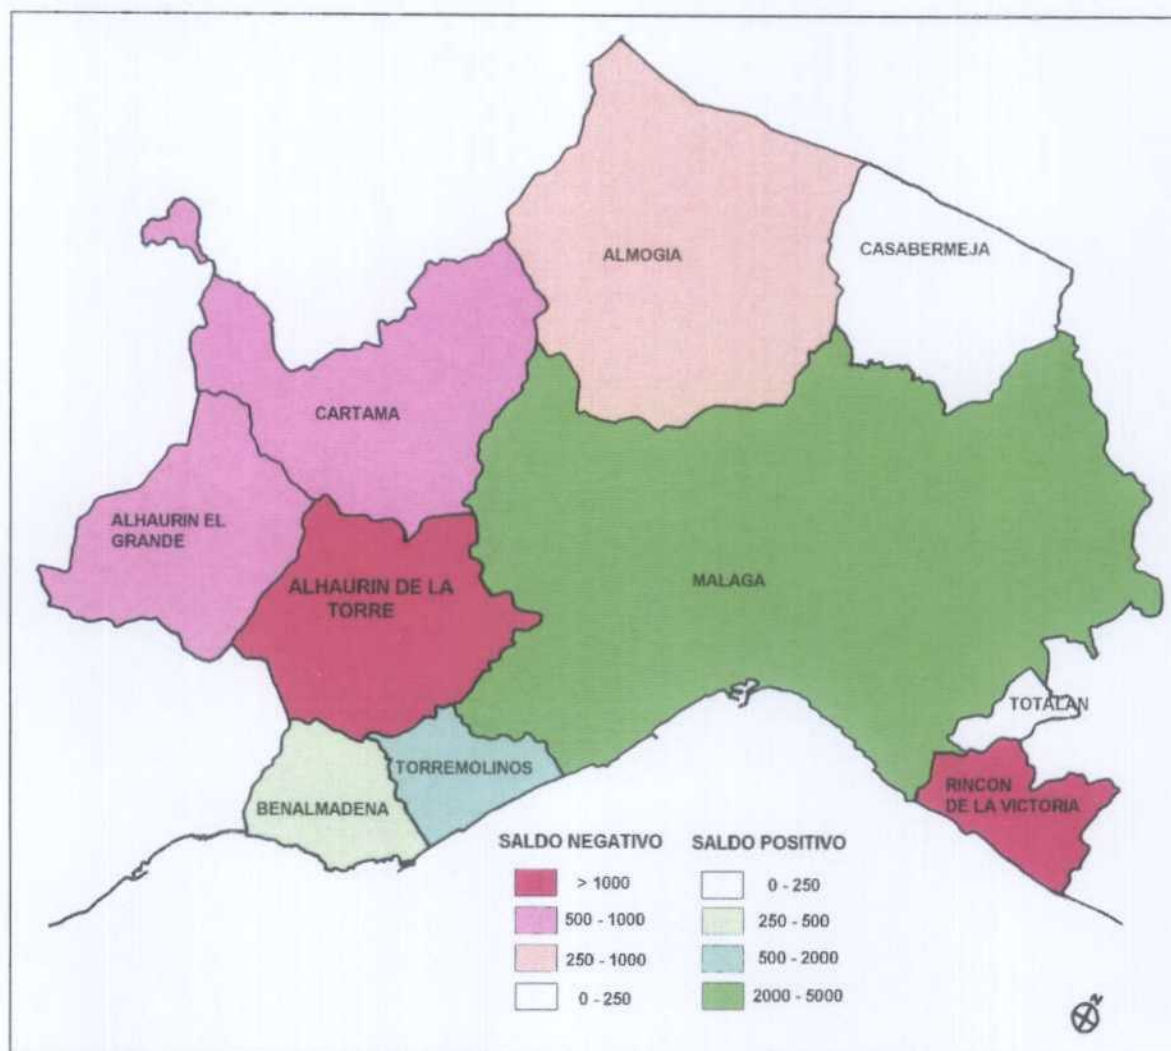 ALMOGIA
CASABERMEJA
CARTAMA
ALHAURIN EL
GRANDE
ALHAURIN DE LA
TORRE
MALAGA
TOTALAN
TORREMOLINOS
BENALMADENA
RINCON
DE LA VICTORIA
SALDO NEGATIVO
> 1000
500 - 1000
250 - 1000
0 - 250
SALDO POSITIVO
0 - 250
250 - 500
500 - 2000
2000 - 5000
N